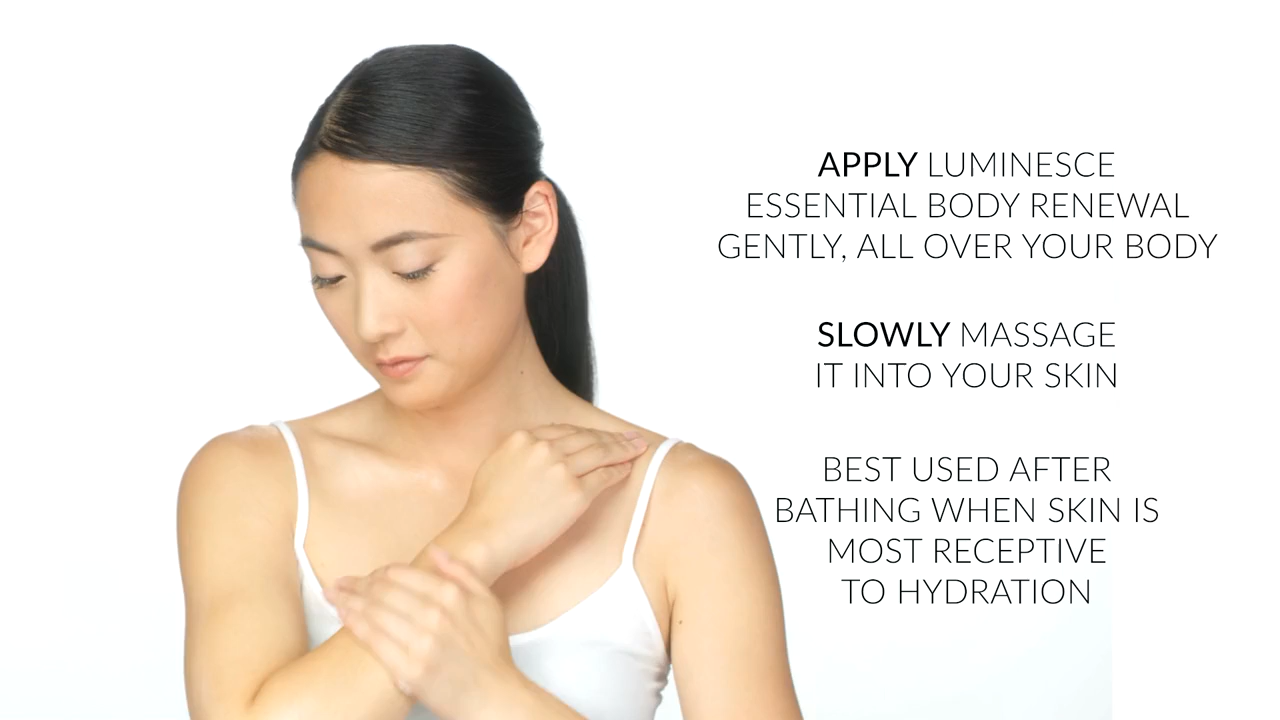 APPLY LUMINESCE
ESSENTIAL BODY RENEWAL
GENTLY, ALL OVER YOUR BODY
SLOWLY MASSAGE
IT INTO YOUR SKIN
BEST USED AFTER
BATHING WHEN SKIN IS
MOST RECEPTIVE
TO HYDRATION